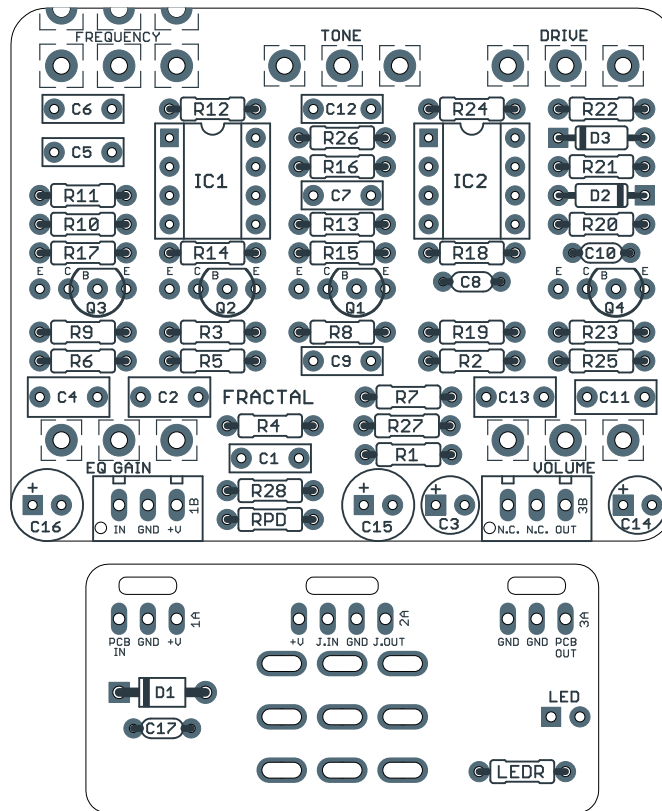 FREQUENCY TONE DRIVE
C6 R12 C12 R24 R22
R26 D3
C5 R16 R21
IC1 IC2
R11 C7 D2
R10 R13 R20
R17 R14 R15 R18 C10
E C B E E C B E E C B E C8 E C B E
Q3 Q2 Q1 Q4
R9 R3 R8 R19 R23
R6 R5 C9 R2 R25
C4 C2 FRACTAL R7 C13 C11
R4 R27
C1 R1
EQ GAIN VOLUME
R28
+ + + +
1B 3B
C16 RPD C15 C3 C14
IN GND +V N.C. N.C. OUT
1A 2A 3A
PCB IN GND +V +V J.IN GND J.OUT GND GND PCB OUT
D1 LED
C17
LEDR